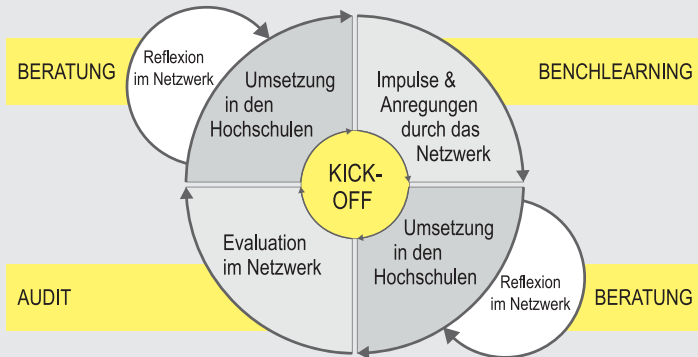 BERATUNG
Reflexion
im Netzwerk
Umsetzung
in den
Hochschulen
Impulse &
Anregungen
durch das
Netzwerk
BENCHLEARNING
KICK-
OFF
AUDIT
Evaluation
im Netzwerk
Umsetzung
in den
Hochschulen
Reflexion
im Netzwerk
BERATUNG